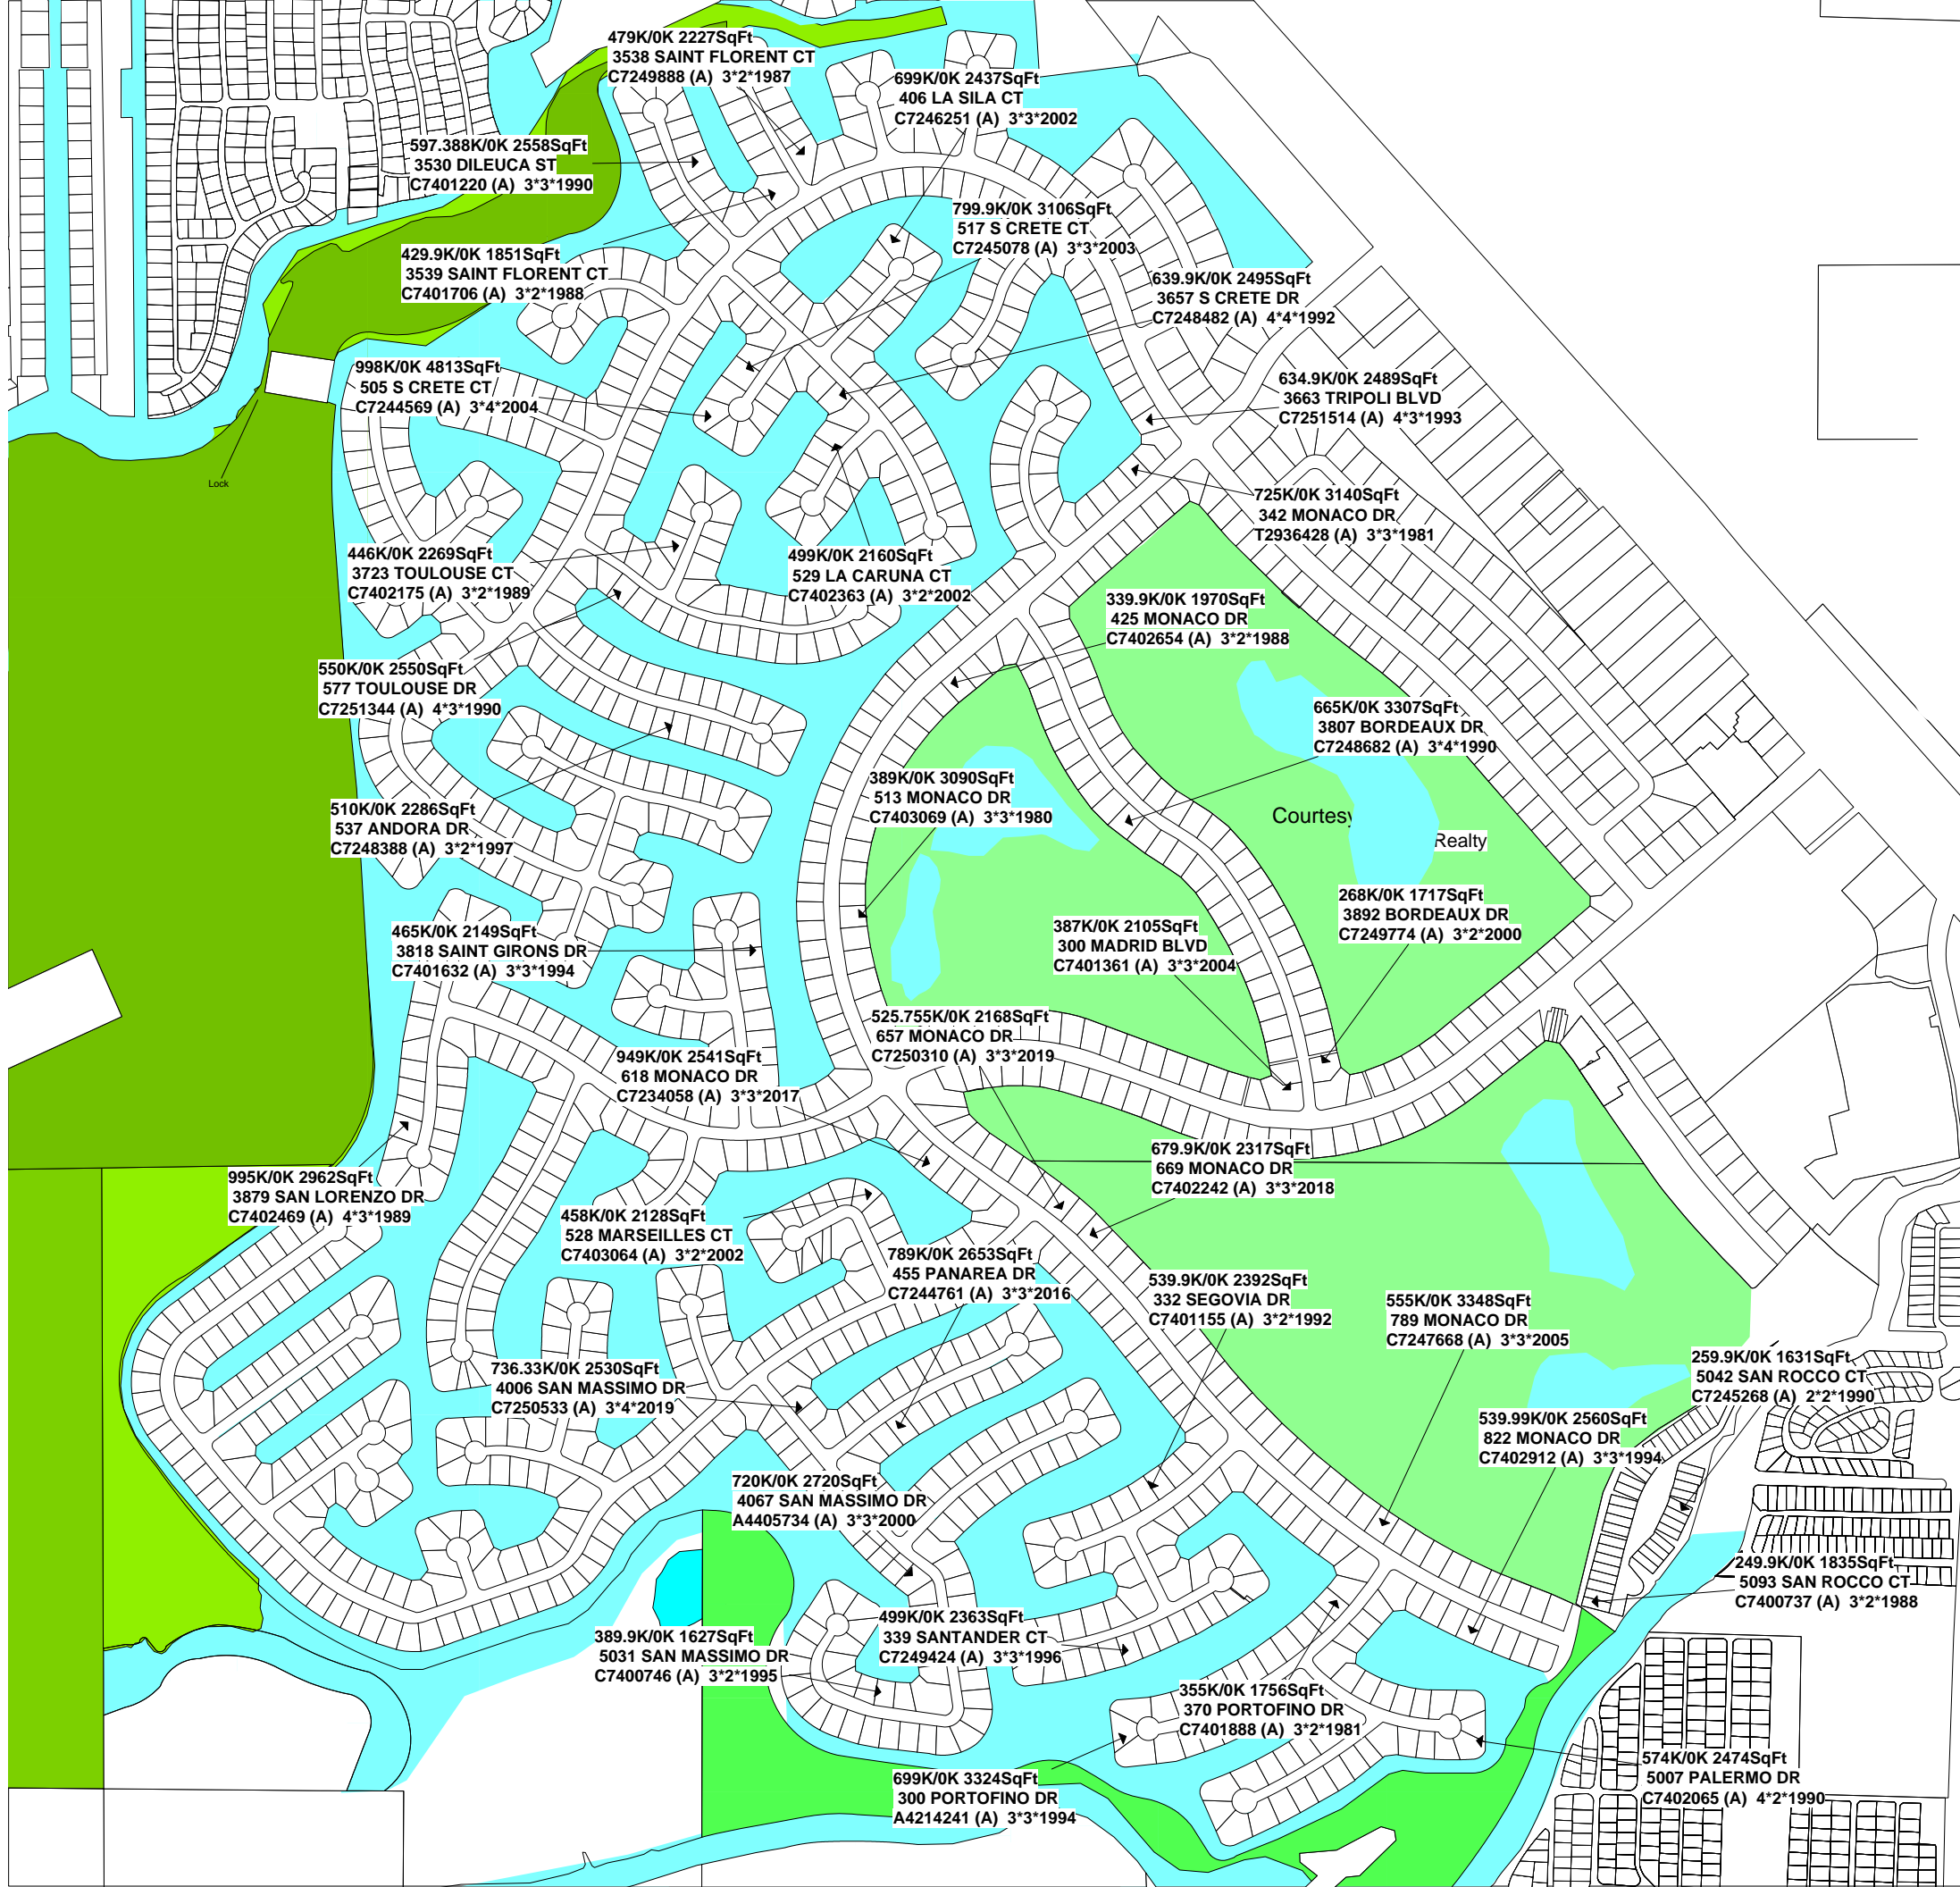 479K/0K 2227SqFt
3538 SAINT FLORENT CT
C7249888 (A) 3*2*1987
699K/0K 2437SqFt
406 LA SILA CT
C7246251 (A) 3*3*2002
597.388K/0K 2558SqFt
3530 DILEUCA ST
C7401220 (A) 3*3*1990
799.9K/0K 3106SqFt
517 S CRETE CT
C7245078 (A) 3*3*2003
429.9K/0K 1851SqFt
3539 SAINT FLORENT CT
C7401706 (A) 3*2*1988
639.9K/0K 2495SqFt
3657 S CRETE DR
C7248482 (A) 4*4*1992
998K/0K 4813SqFt
505 S CRETE CT
C7244569 (A) 3*4*2004
634.9K/0K 2489SqFt
3663 TRIPOLI BLVD
C7251514 (A) 4*3*1993
Lock
725K/0K 3140SqFt
342 MONACO DR
T2936428 (A) 3*3*1981
446K/0K 2269SqFt
3723 TOULOUSE CT
C7402175 (A) 3*2*1989
499K/0K 2160SqFt
529 LA CARUNA CT
C7402363 (A) 3*2*2002
339.9K/0K 1970SqFt
425 MONACO DR
C7402654 (A) 3*2*1988
550K/0K 2550SqFt
577 TOULOUSE DR
C7251344 (A) 4*3*1990
665K/0K 3307SqFt
3807 BORDEAUX DR
C7248682 (A) 3*4*1990
389K/0K 3090SqFt
513 MONACO DR
C7403069 (A) 3*3*1980
510K/0K 2286SqFt
537 ANDORA DR
C7248388 (A) 3*2*1997
Courtesy
Realty
268K/0K 1717SqFt
3892 BORDEAUX DR
C7249774 (A) 3*2*2000
387K/0K 2105SqFt
300 MADRID BLVD
C7401361 (A) 3*3*2004
465K/0K 2149SqFt
3818 SAINT GIRONS DR
C7401632 (A) 3*3*1994
525.755K/0K 2168SqFt
657 MONACO DR
C7250310 (A) 3*3*2019
949K/0K 2541SqFt
618 MONACO DR
C7234058 (A) 3*3*2017
679.9K/0K 2317SqFt
669 MONACO DR
C7402242 (A) 3*3*2018
995K/0K 2962SqFt
3879 SAN LORENZO DR
C7402469 (A) 4*3*1989
458K/0K 2128SqFt
528 MARSEILLES CT
C7403064 (A) 3*2*2002
789K/0K 2653SqFt
455 PANAREA DR
C7244761 (A) 3*3*2016
539.9K/0K 2392SqFt
332 SEGOVIA DR
C7401155 (A) 3*2*1992
555K/0K 3348SqFt
789 MONACO DR
C7247668 (A) 3*3*2005
259.9K/0K 1631SqFt
5042 SAN ROCCO CT
C7245268 (A) 2*2*1990
736.33K/0K 2530SqFt
4006 SAN MASSIMO DR
C7250533 (A) 3*4*2019
539.99K/0K 2560SqFt
822 MONACO DR
C7402912 (A) 3*3*1994
720K/0K 2720SqFt
4067 SAN MASSIMO DR
A4405734 (A) 3*3*2000
249.9K/0K 1835SqFt
5093 SAN ROCCO CT
C7400737 (A) 3*2*1988
499K/0K 2363SqFt
339 SANTANDER CT
C7249424 (A) 3*3*1996
389.9K/0K 1627SqFt
5031 SAN MASSIMO DR
C7400746 (A) 3*2*1995
355K/0K 1756SqFt
370 PORTOFINO DR
C7401888 (A) 3*2*1981
574K/0K 2474SqFt
5007 PALERMO DR
C7402065 (A) 4*2*1990
699K/0K 3324SqFt
300 PORTOFINO DR
A4214241 (A) 3*3*1994